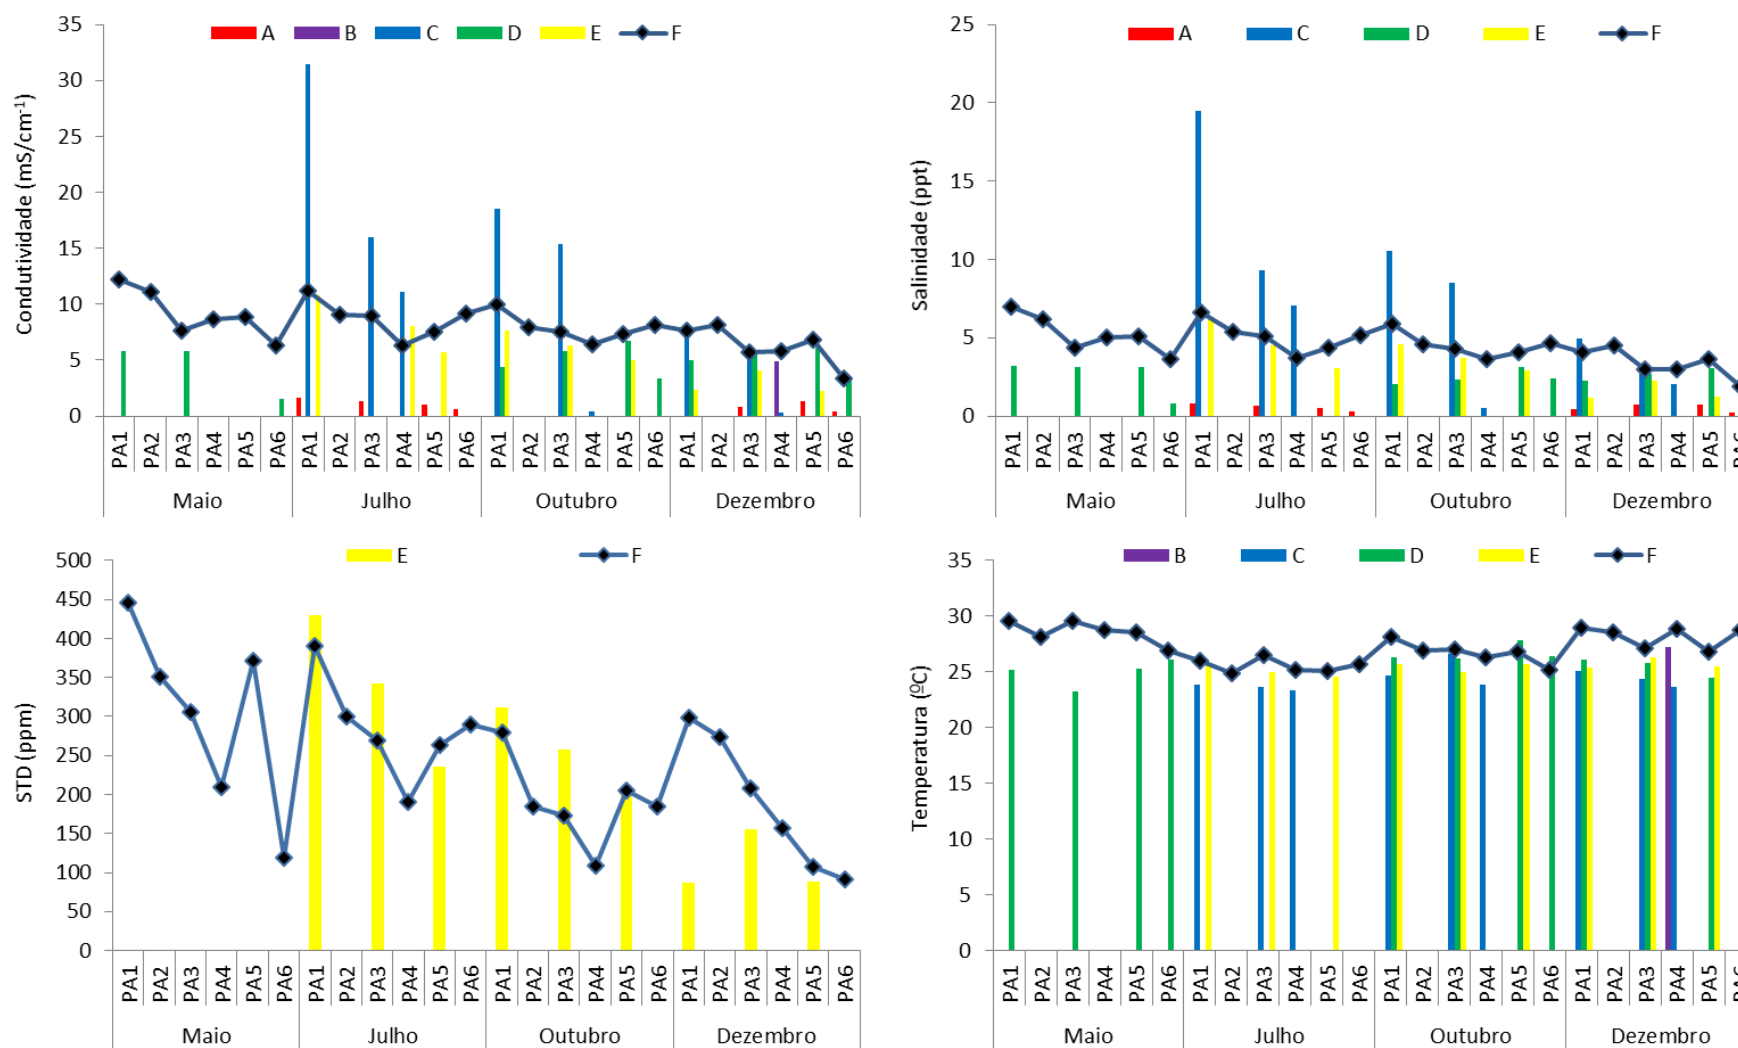 A B C D E F
Condutividade (mS/cm-1)
35
30
25
20
15
10
5
0
PA1 PA2 PA3 PA4 PA5 PA6 PA1 PA2 PA3 PA4 PA5 PA6 PA1 PA2 PA3 PA4 PA5 PA6 PA1 PA2 PA3 PA4 PA5 PA6
Maio Julho Outubro Dezembro
A C D E F
Salinidade (ppt)
25
20
15
10
5
0
PA1 PA2 PA3 PA4 PA5 PA6 PA1 PA2 PA3 PA4 PA5 PA6 PA1 PA2 PA3 PA4 PA5 PA6 PA1 PA2 PA3 PA4 PA5 PA6
Maio Julho Outubro Dezembro
E F
STD (ppm)
500
450
400
350
300
250
200
150
100
50
0
PA1 PA2 PA3 PA4 PA5 PA6 PA1 PA2 PA3 PA4 PA5 PA6 PA1 PA2 PA3 PA4 PA5 PA6 PA1 PA2 PA3 PA4 PA5 PA6
Maio Julho Outubro Dezembro
B C D E F
Temperatura (ºC)
35
30
25
20
15
10
5
0
PA1 PA2 PA3 PA4 PA5 PA6 PA1 PA2 PA3 PA4 PA5 PA6 PA1 PA2 PA3 PA4 PA5 PA6 PA1 PA2 PA3 PA4 PA5
Maio Julho Outubro Dezembro